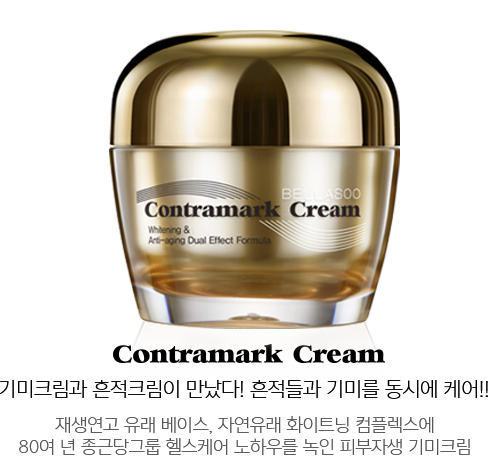 BELLASOO
Contramark Cream
Whitening &
Anti-aging Dual Effect Formula
Contramark Cream
기미크림과 흔적크림이 만났다! 흔적들과 기미를 동시에 케어!!
재생연고 유래 베이스, 자연유래 화이트닝 컴플렉스에
80여 년 종근당그룹 헬스케어 노하우를 녹인 피부자생 기미크림